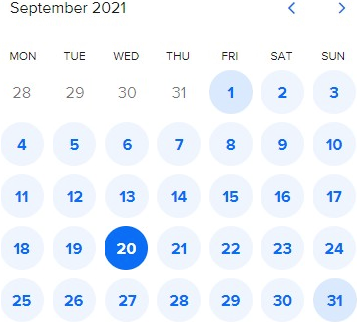 September 2021
MON TUE WED THU FRI SAT SUN
28 29 30 31 1 2 3
4 5 6 7 8 9 10
11 12 13 14 15 16 17
18 19 20 21 22 23 24
25 26 27 28 29 30 31